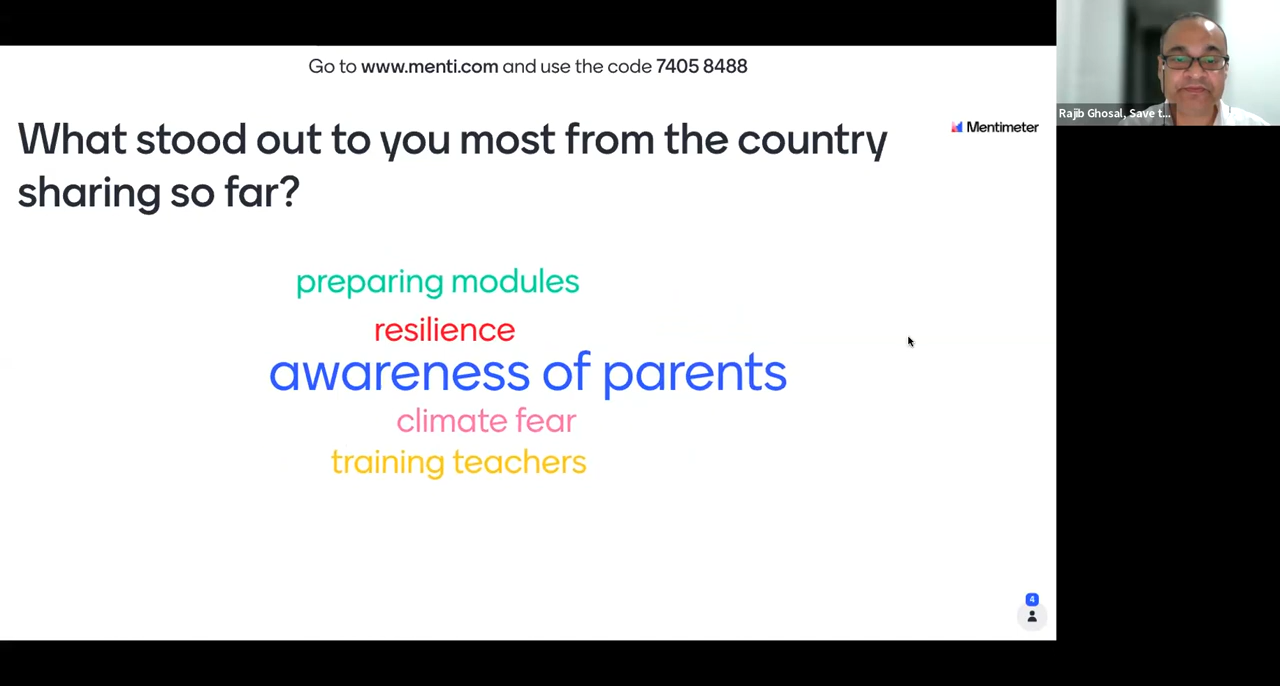 Go to www.menti.com and use the code 7405 8488
What stood out to you most from the country
sharing so far?
Mentimeter
Rajib Ghosal, Save t...
preparing modules
resilience
awareness of parents
climate fear
training teachers
4